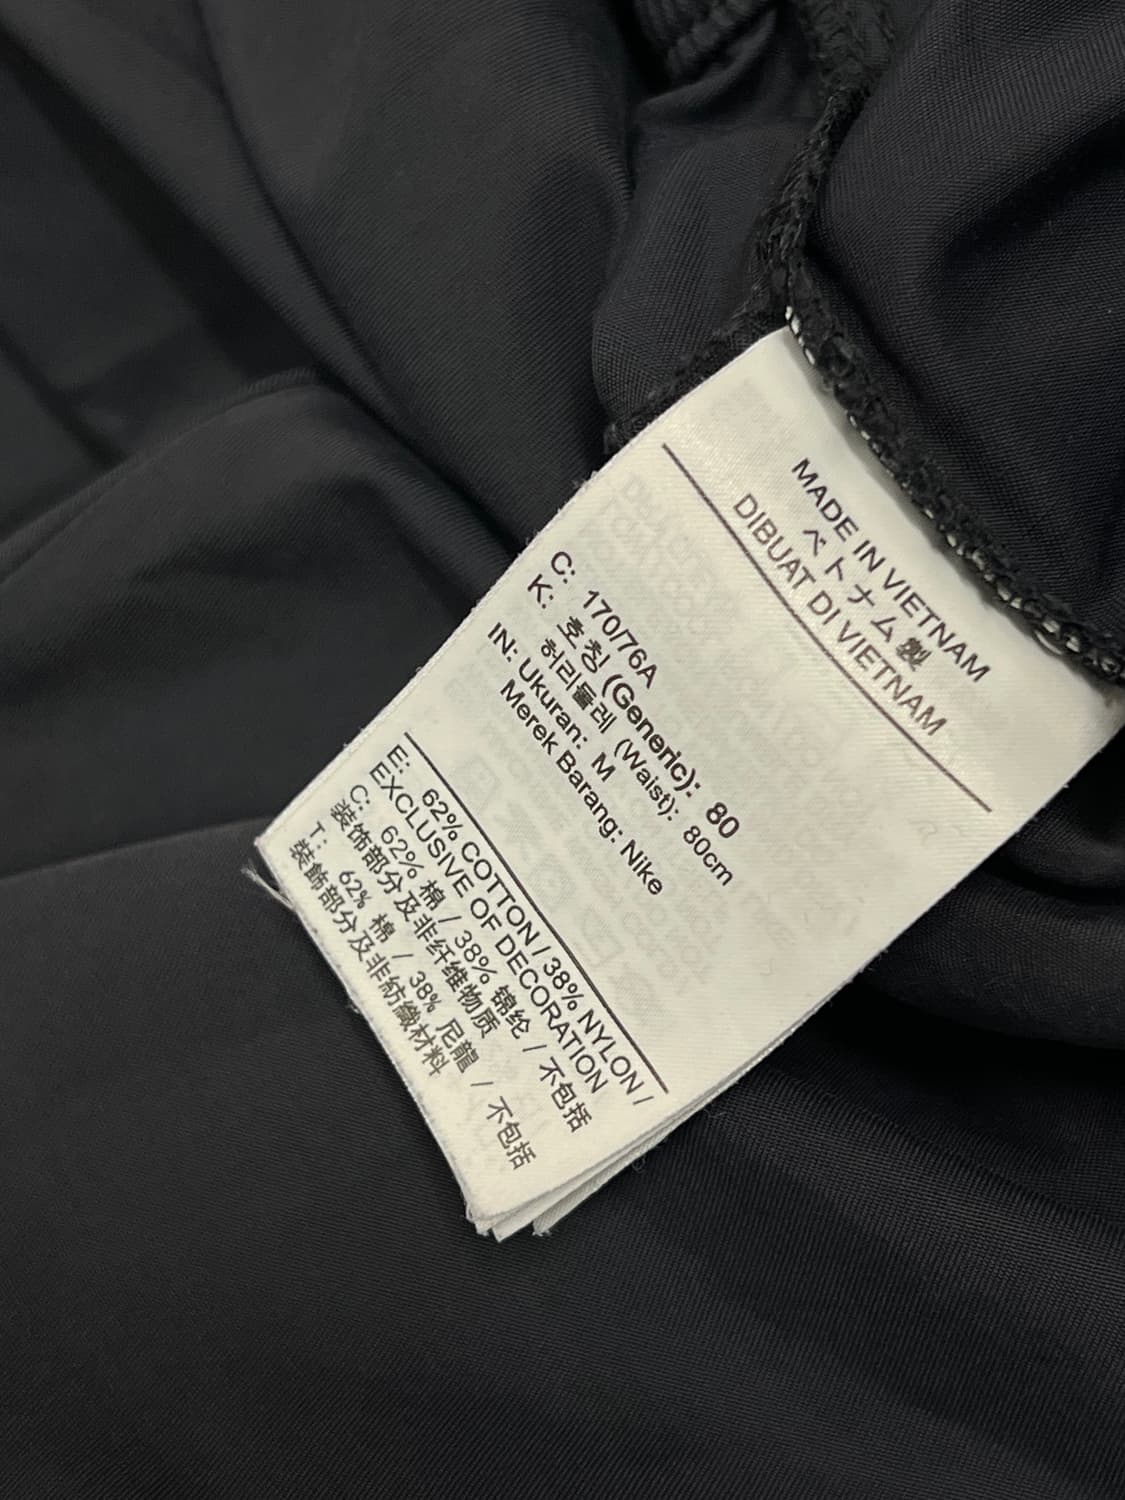 MADE IN VIETNAM
ベトナム製
DIBUAT DI VIETNAM
C: 170/76A
K: 호칭 (Generic): 80
허리둘레 (Waist): 80cm
IN: Ukuran: M
Merek Barang: Nike
E: 62% COTTON / 38% NYLON /
EXCLUSIVE OF DECORATION
C: 62% 棉 / 38% 锦纶 / 不包括
装饰部分及非纤维物质
T: 62% 棉 / 38% 尼龍 / 不包括
裝飾部分及非紡織材料